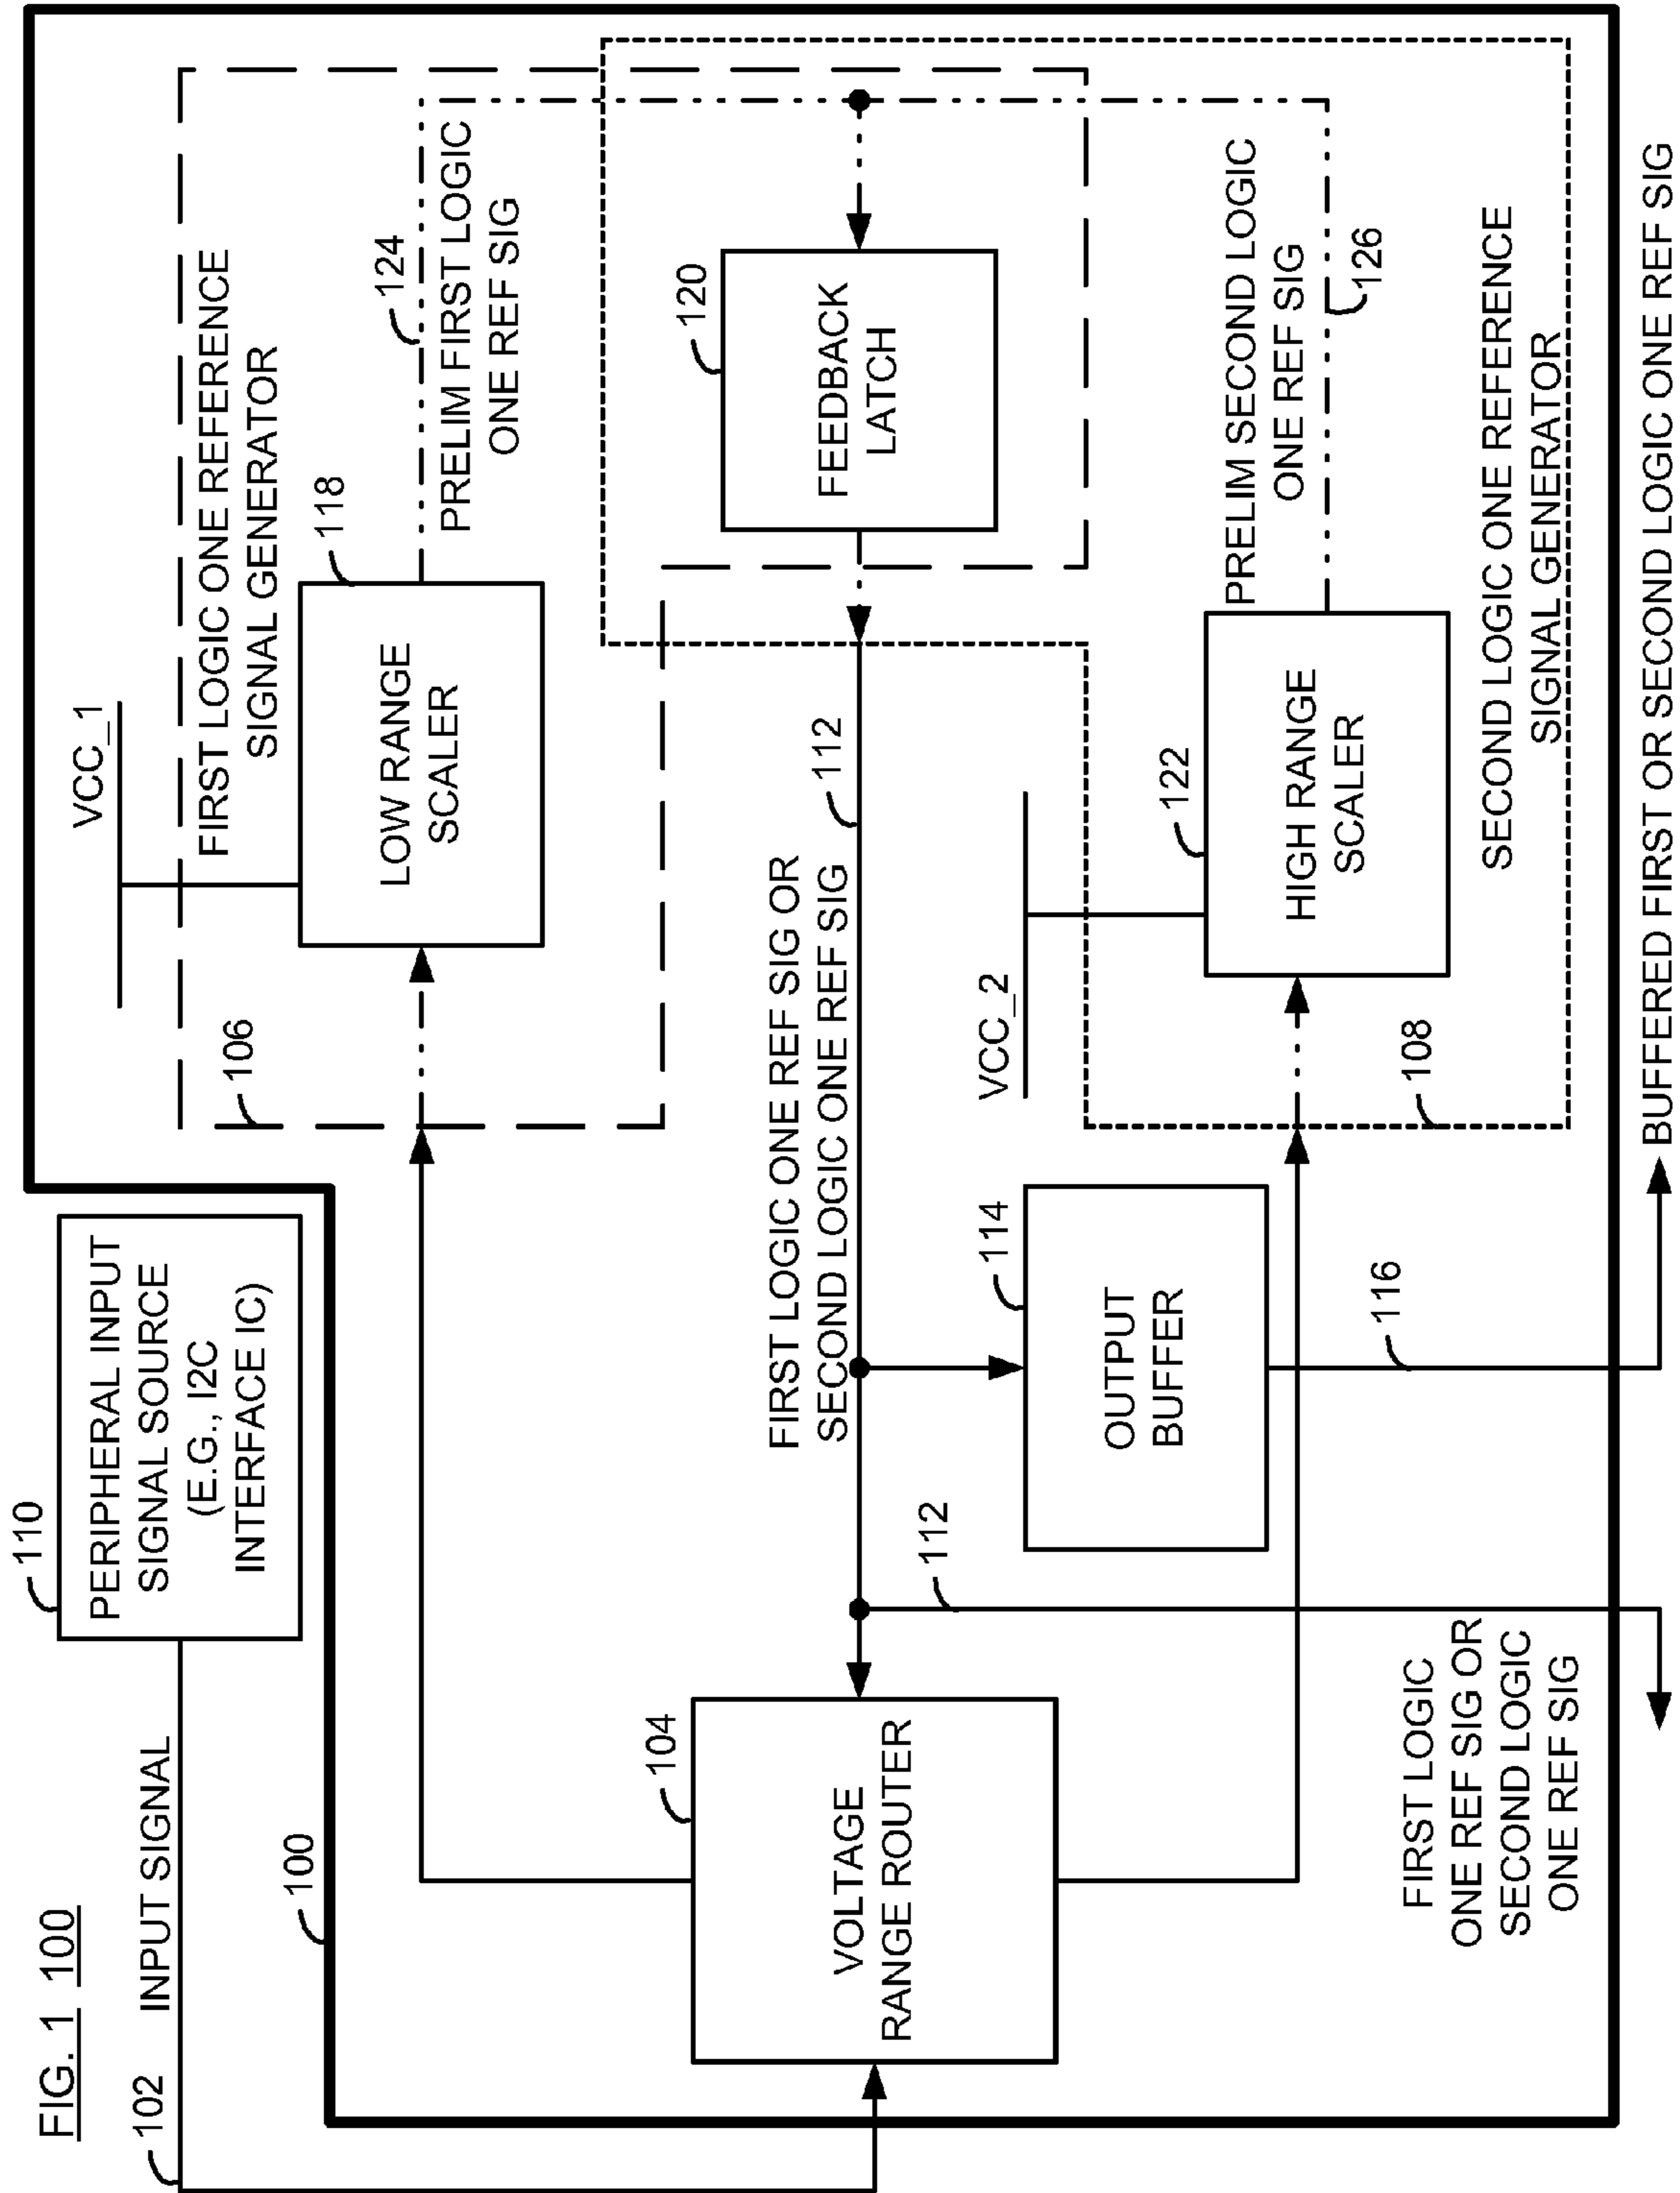 FIG. 1 100
102
INPUT SIGNAL
110
PERIPHERAL INPUT
SIGNAL SOURCE
(E.G., I2C
INTERFACE IC)
100
VCC_1
106
FIRST LOGIC ONE REFERENCE
SIGNAL GENERATOR
118
LOW RANGE
SCALER
124
PRELIM FIRST LOGIC
ONE REF SIG
104
VOLTAGE
RANGE ROUTER
FIRST LOGIC ONE REF SIG OR
SECOND LOGIC ONE REF SIG
112
120
FEEDBACK
LATCH
112
114
OUTPUT
BUFFER
VCC_2
122
HIGH RANGE
SCALER
PRELIM SECOND LOGIC
ONE REF SIG
126
116
108
SECOND LOGIC ONE REFERENCE
SIGNAL GENERATOR
FIRST LOGIC
ONE REF SIG OR
SECOND LOGIC
ONE REF SIG
BUFFERED FIRST OR SECOND LOGIC ONE REF SIG